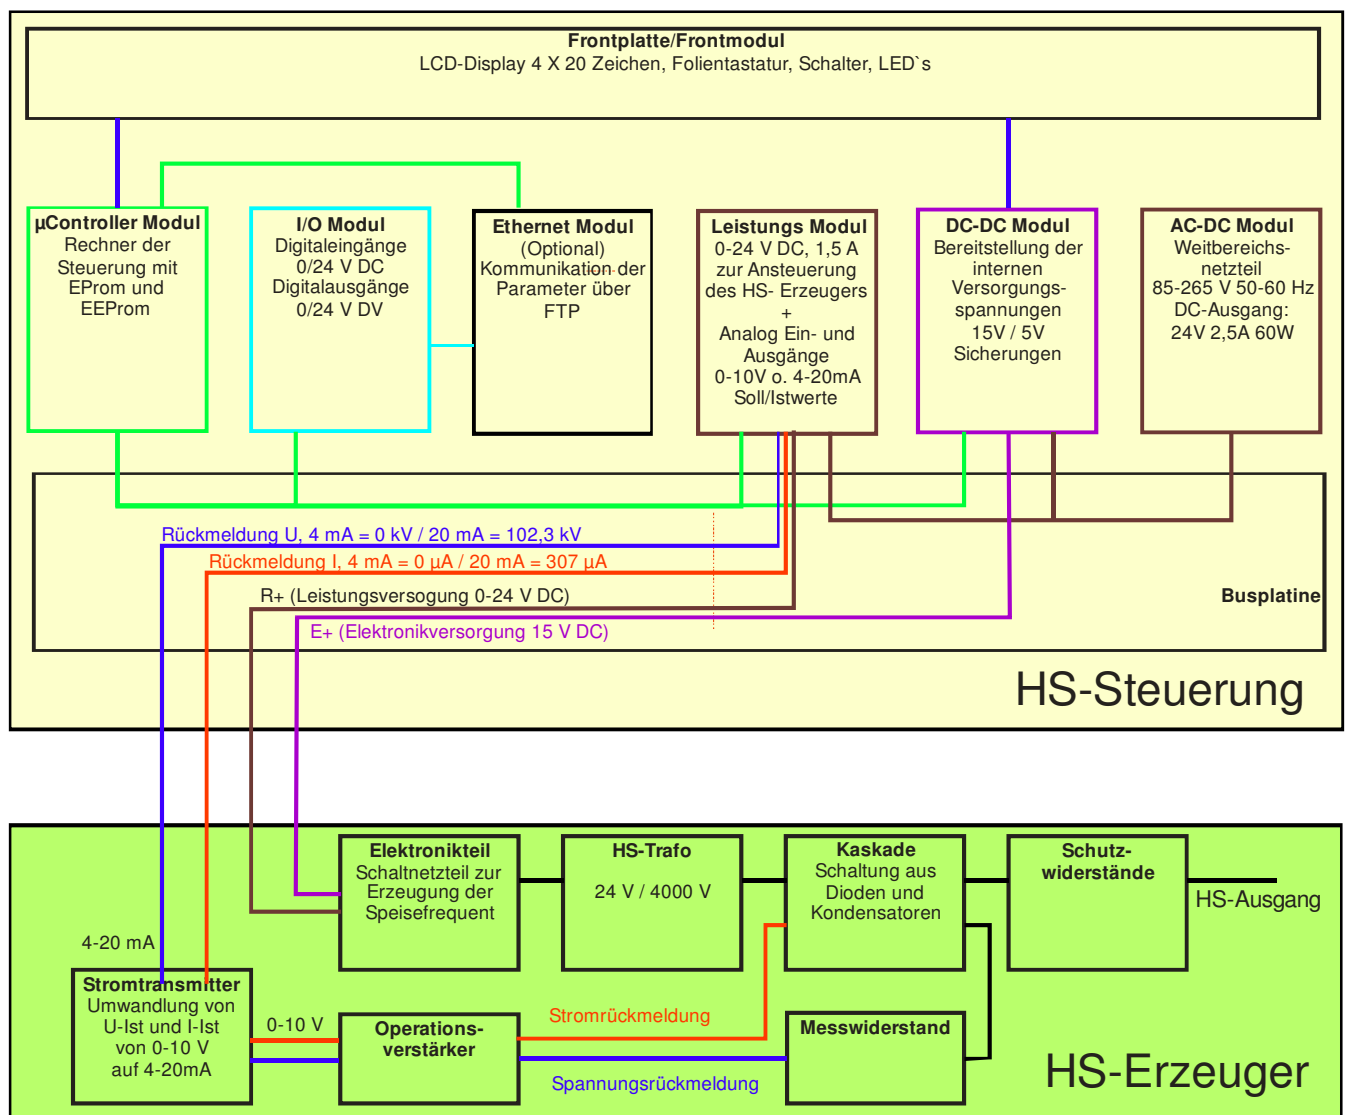 Frontplatte/Frontmodul
LCD-Display 4 X 20 Zeichen, Folientastatur, Schalter, LED`s
µController Modul
Rechner der
Steuerung mit
EProm und
EEProm
I/O Modul
Digitaleingänge
0/24 V DC
Digitalausgänge
0/24 V DV
Ethernet Modul
(Optional)
Kommunikation der
Parameter über
FTP
Leistungs Modul
0-24 V DC, 1,5 A
zur Ansteuerung
des HS- Erzeugers
+
Analog Ein- und
Ausgänge
0-10V o. 4-20mA
Soll/Istwerte
DC-DC Modul
Bereitstellung der
internen
Versorgungs-
spannungen
15V / 5V
Sicherungen
AC-DC Modul
Weitbereichs-
netzteil
85-265 V 50-60 Hz
DC-Ausgang:
24V 2,5A 60W
Rückmeldung U, 4 mA = 0 kV / 20 mA = 102,3 kV
Rückmeldung I, 4 mA = 0 µA / 20 mA = 307 µA
R+ (Leistungsversogung 0-24 V DC)
E+ (Elektronikversorgung 15 V DC)
Busplatine
HS-Steuerung
Elektronikteil
Schaltnetzteil zur
Erzeugung der
Speisefrequent
HS-Trafo
24 V / 4000 V
Kaskade
Schaltung aus
Dioden und
Kondensatoren
Schutz-
widerstände
HS-Ausgang
4-20 mA
Stromtransmitter
Umwandlung von
U-Ist und I-Ist
von 0-10 V
auf 4-20mA
0-10 V
Operations-
verstärker
Stromrückmeldung
Spannungsrückmeldung
Messwiderstand
HS-Erzeuger